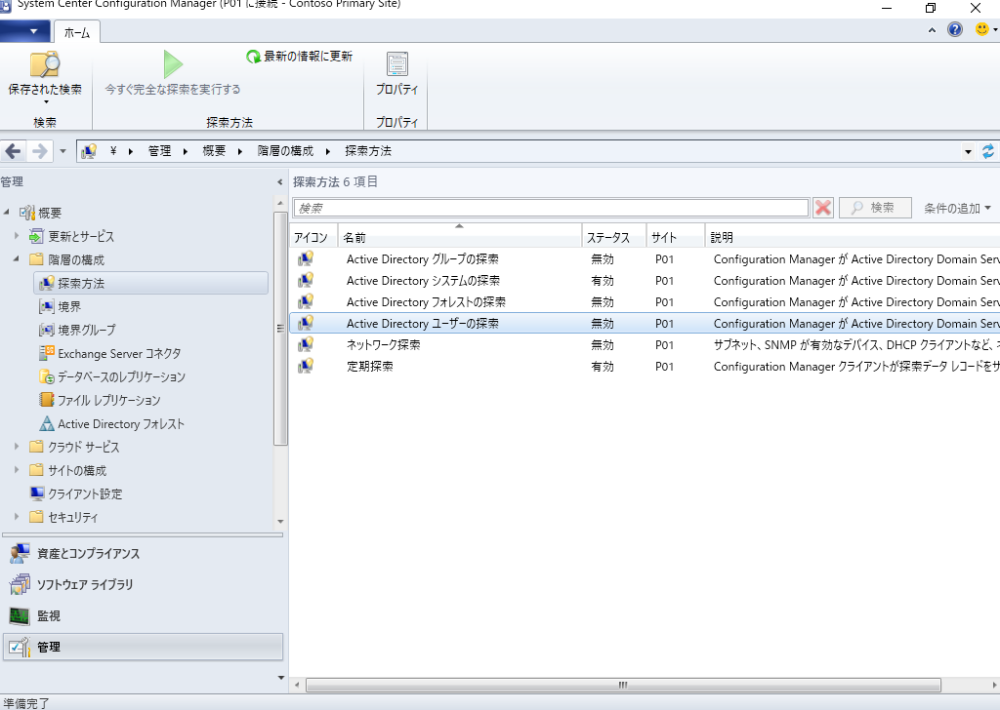 System Center Configuration Manager (P01 に接続 - Contoso Primary Site)
ホーム
保存された検索
今すぐ完全な探索を実行する
最新の情報に更新
プロパティ
検索
探索方法
プロパティ
¥ 管理 概要 階層の構成 探索方法
管理
概要
更新とサービス
階層の構成
探索方法
境界
境界グループ
Exchange Server コネクタ
データベースのレプリケーション
ファイル レプリケーション
Active Directory フォレスト
クラウド サービス
サイトの構成
クライアント設定
セキュリティ
資産とコンプライアンス
ソフトウェア ライブラリ
監視
管理
探索方法 6 項目
検索
検索
条件の追加
アイコン 名前 ステータス サイト 説明
Active Directory グループの探索 無効 P01 Configuration Manager が Active Directory Domain Serv
Active Directory システムの探索 有効 P01 Configuration Manager が Active Directory Domain Serv
Active Directory フォレストの探索 無効 P01 Configuration Manager が Active Directory Domain Serv
Active Directory ユーザーの探索 無効 P01 Configuration Manager が Active Directory Domain Serv
ネットワーク探索 無効 P01 サブネット、SNMP が有効なデバイス、DHCP クライアントなど、
定期探索 有効 P01 Configuration Manager クライアントが探索データ レコードを
準備完了